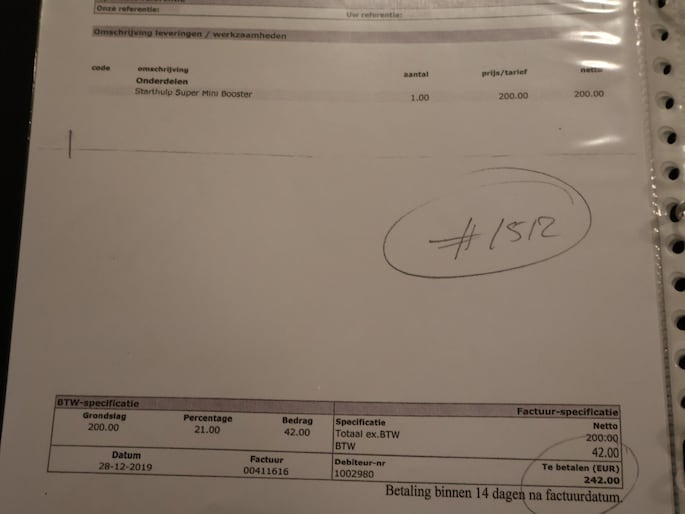 Onze referentie: Uw referentie:
Omschrijving leveringen / werkzaamheden
code omschrijving aantal prijs/tarief netto
Onderdelen
Starthulp Super Mini Booster 1.00 200.00 200.00
#1512
BTW-specificatie Factuur-specificatie
Grondslag Percentage Bedrag Specificatie Netto
200.00 21.00 42.00 Totaal ex.BTW 200.00
BTW 42.00
Datum Factuur Debiteur-nr Te betalen (EUR)
28-12-2019 00411616 1002980 242.00
Betaling binnen 14 dagen na factuurdatum.